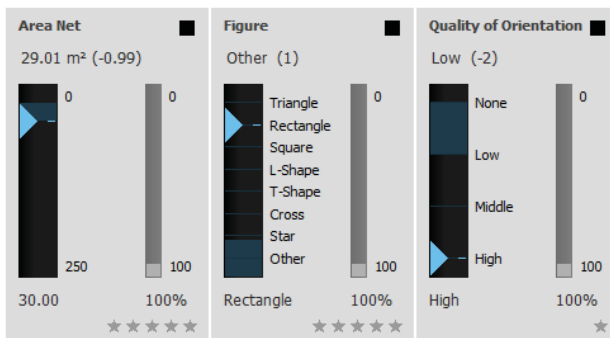 Area Net
29.01 m² (-0.99)
0
0
250
100
30.00
100%
Figure
Other (1)
Triangle
Rectangle
Square
L-Shape
T-Shape
Cross
Star
Other
0
100
Rectangle
100%
Quality of Orientation
Low (-2)
None
Low
Middle
High
0
100
High
100%